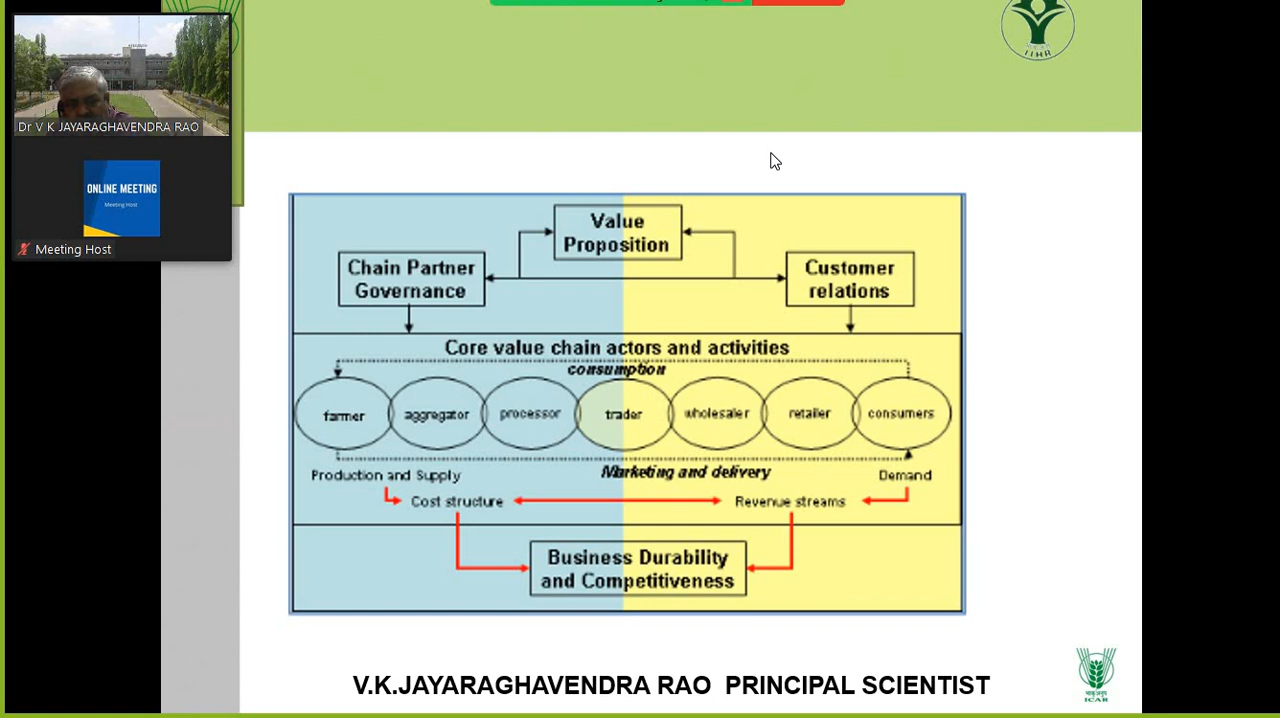 IIHR
Dr V K JAYARAGHAVENDRA RAO
ONLINE MEETING
Meeting Host
Meeting Host
Value
Proposition
Chain Partner
Governance
Customer
relations
Core value chain actors and activities
consumption
farmer aggregator processor trader wholesaler retailer consumers
Production and Supply Marketing and delivery Demand
Cost structure Revenue streams
Business Durability
and Competitiveness
V.K.JAYARAGHAVENDRA RAO PRINCIPAL SCIENTIST
ICAR